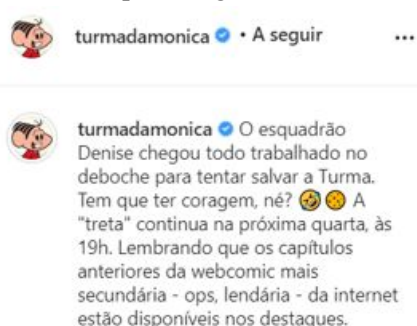 turmadamonica • A seguir ...
turmadamonica O esquadrão
Denise chegou todo trabalhado no
deboche para tentar salvar a Turma.
Tem que ter coragem, né? 🤣🍪 A
"treta" continua na próxima quarta, às
19h. Lembrando que os capítulos
anteriores da webcomic mais
secundária - ops, lendária - da internet
estão disponíveis nos destaques.